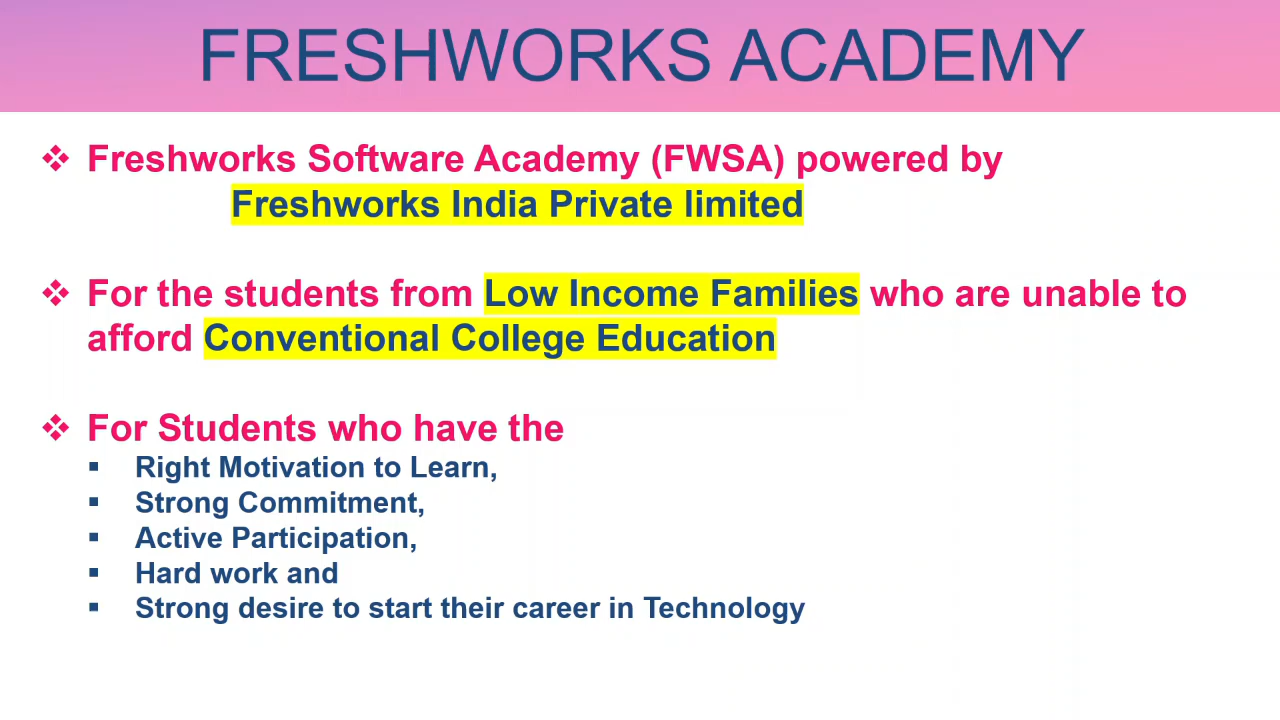 FRESHWORKS ACADEMY
❖ Freshworks Software Academy (FWSA) powered by
Freshworks India Private limited
❖ For the students from Low Income Families who are unable to
afford Conventional College Education
❖ For Students who have the
▪ Right Motivation to Learn,
▪ Strong Commitment,
▪ Active Participation,
▪ Hard work and
▪ Strong desire to start their career in Technology